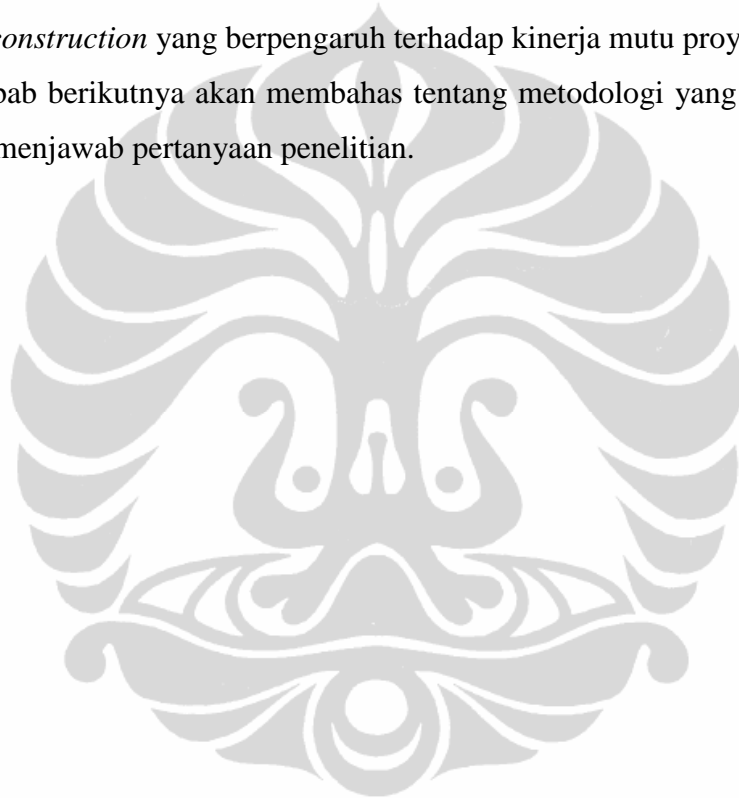 construction yang berpengaruh terhadap kinerja mutu proy
bab berikutnya akan membahas tentang metodologi yang
menjawab pertanyaan penelitian.